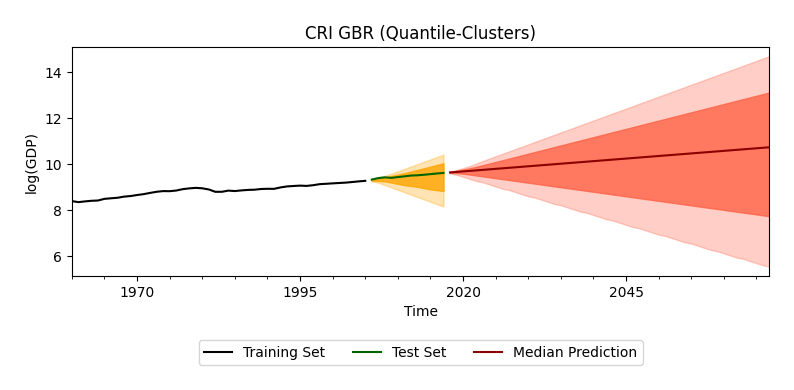 CRI GBR (Quantile-Clusters)
14
12
10
8
6
log(GDP)
1970 1995 2020 2045
Time
Training Set Test Set Median Prediction